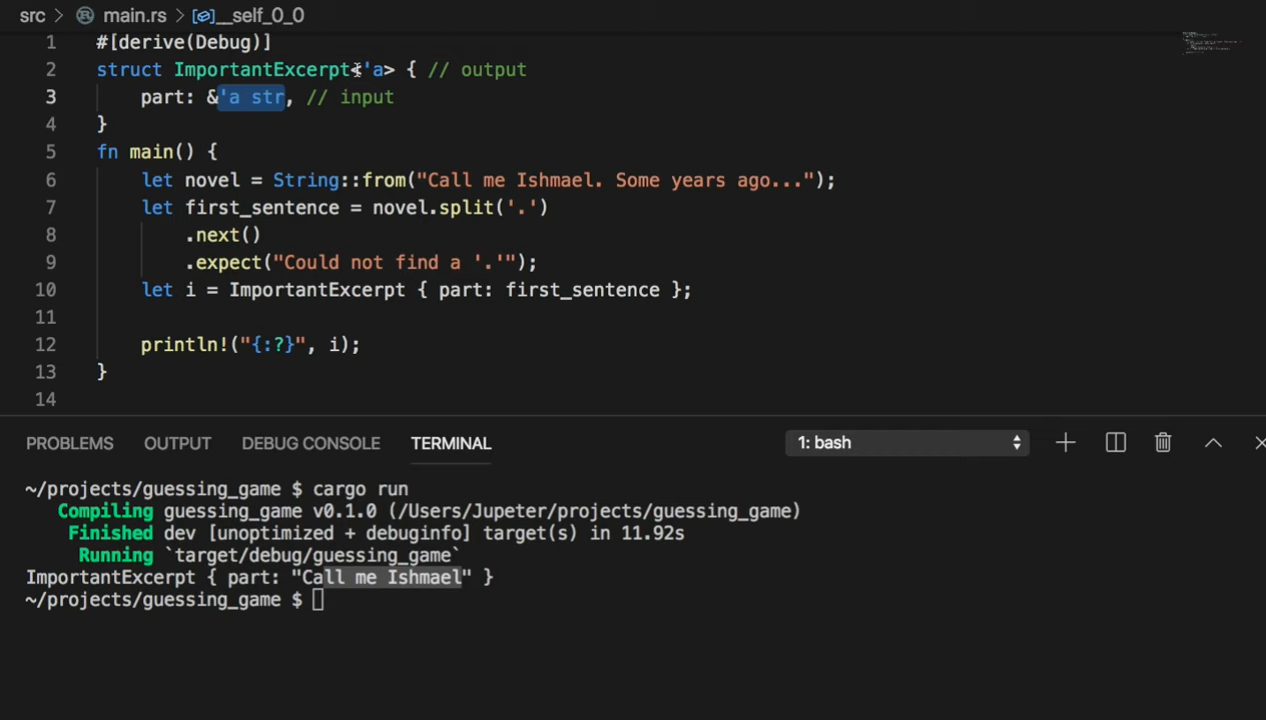 src > main.rs > __self_0_0
1 #[derive(Debug)]
2 struct ImportantExcerpt<'a> { // output
3     part: &'a str, // input
4 }
5 fn main() {
6     let novel = String::from("Call me Ishmael. Some years ago...");
7     let first_sentence = novel.split('.')
8         .next()
9         .expect("Could not find a '.'");
10     let i = ImportantExcerpt { part: first_sentence };
11
12     println!("{:?}", i);
13 }
14
PROBLEMS OUTPUT DEBUG CONSOLE TERMINAL 1: bash
~/projects/guessing_game $ cargo run
   Compiling guessing_game v0.1.0 (/Users/Jupeter/projects/guessing_game)
    Finished dev [unoptimized + debuginfo] target(s) in 11.92s
     Running `target/debug/guessing_game`
ImportantExcerpt { part: "Call me Ishmael" }
~/projects/guessing_game $